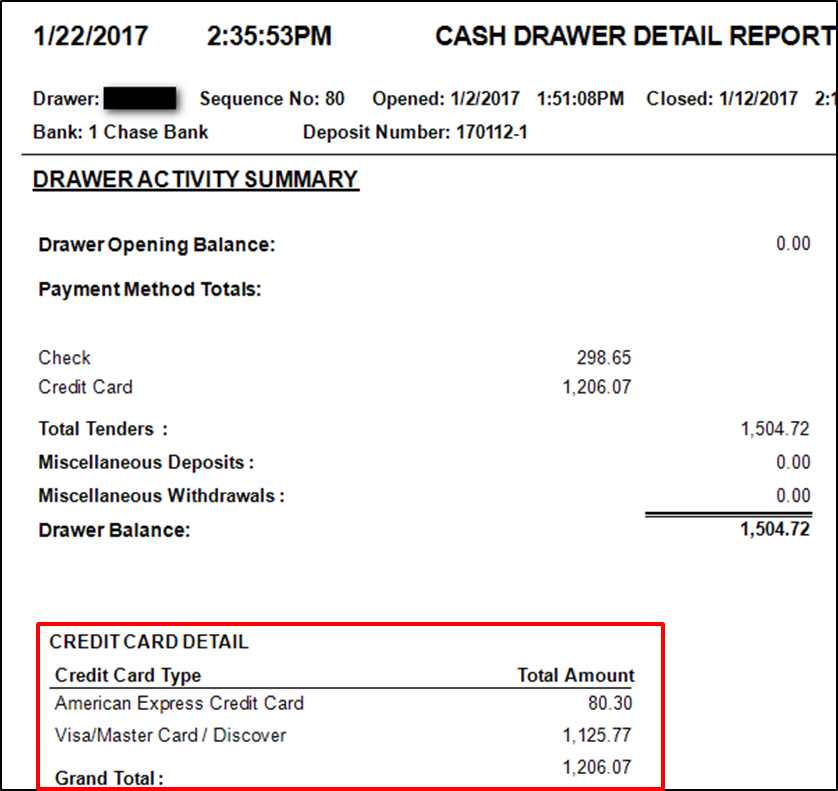 1/22/2017 2:35:53PM CASH DRAWER DETAIL REPORT
Drawer: Sequence No: 80 Opened: 1/2/2017 1:51:08PM Closed: 1/12/2017
Bank: 1 Chase Bank Deposit Number: 170112-1
DRAWER ACTIVITY SUMMARY
Drawer Opening Balance: 0.00
Payment Method Totals:
Check 298.65
Credit Card 1,206.07
Total Tenders : 1,504.72
Miscellaneous Deposits : 0.00
Miscellaneous Withdrawals : 0.00
Drawer Balance: 1,504.72
CREDIT CARD DETAIL
Credit Card Type Total Amount
American Express Credit Card 80.30
Visa/Master Card / Discover 1,125.77
Grand Total : 1,206.07